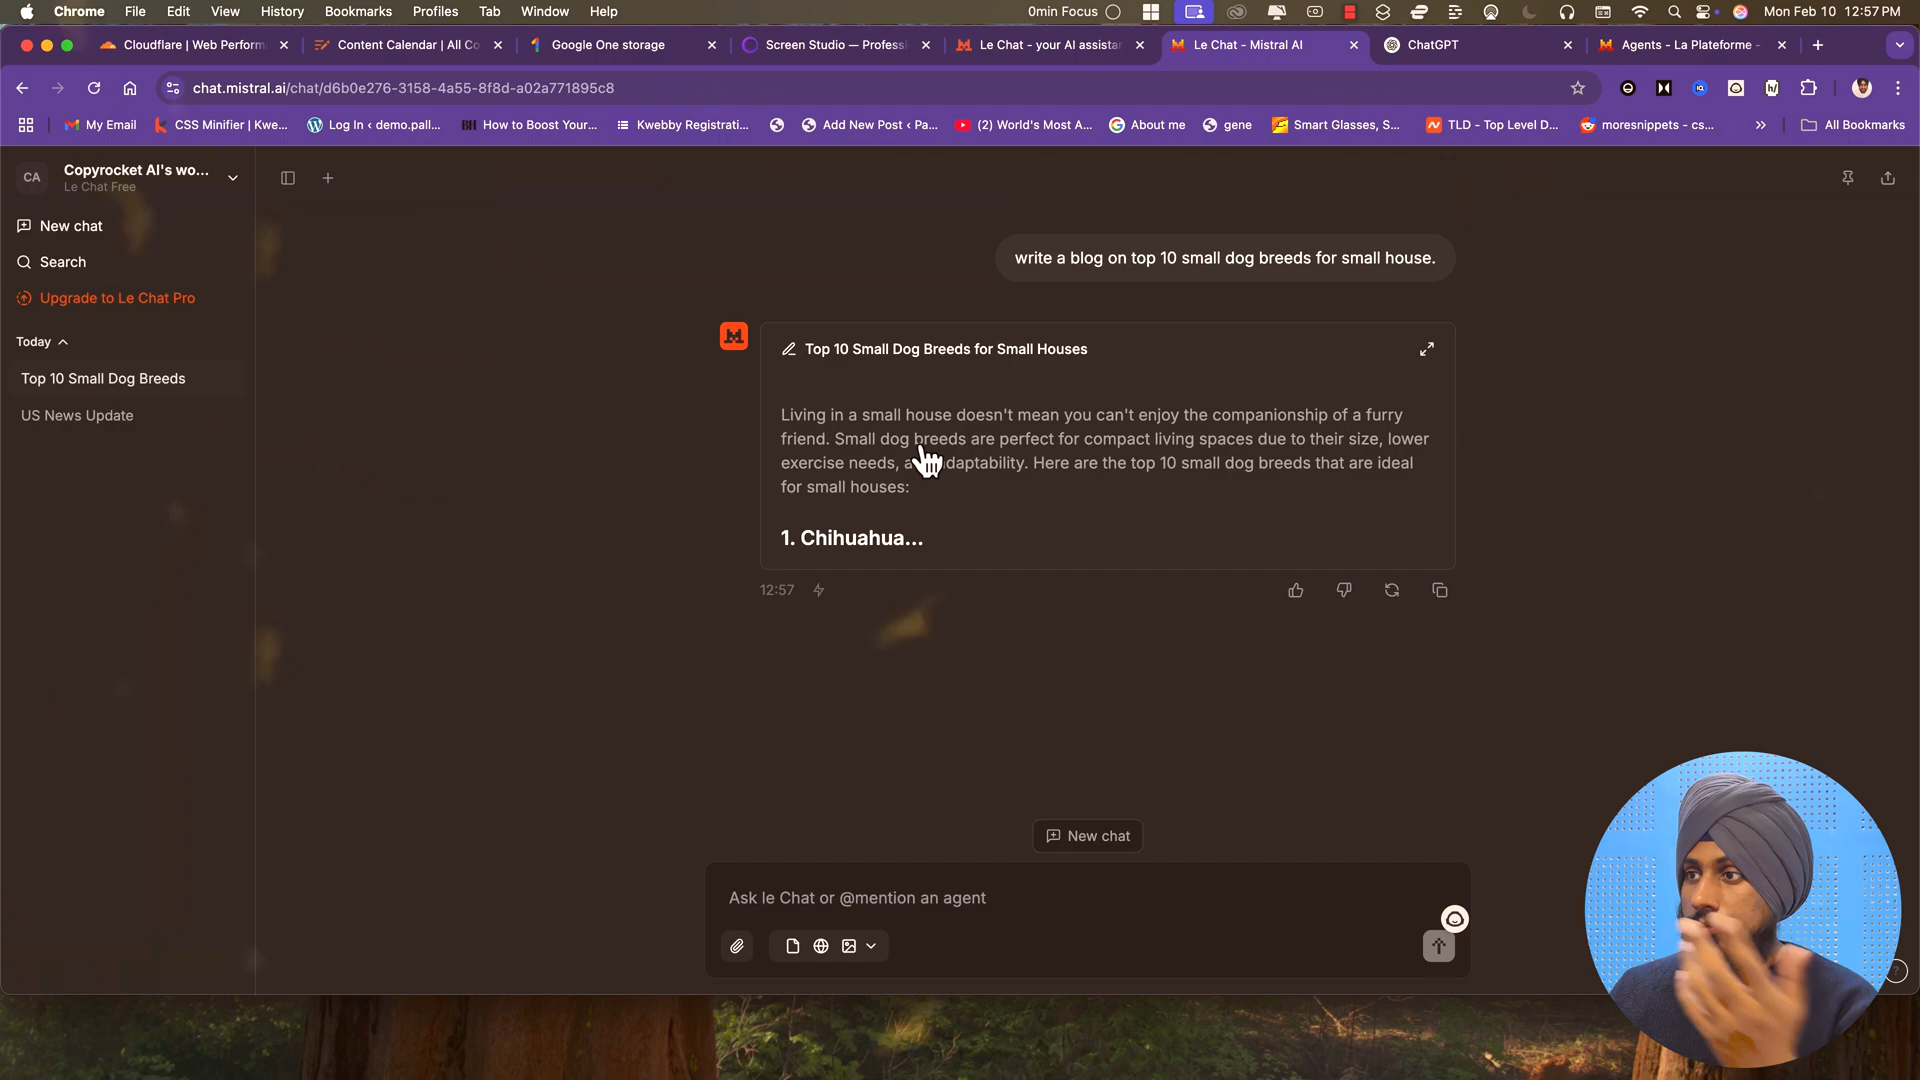 Chrome File Edit View History Bookmarks Profiles Tab Window Help 0min Focus Mon Feb 10 12:57 PM
Cloudflare | Web Perform Content Calendar | All Co Google One storage Screen Studio — Professi Le Chat - your AI assistan Le Chat - Mistral AI ChatGPT Agents - La Plateforme -
chat.mistral.ai/chat/d6b0e276-3158-4a55-8f8d-a02a771895c8
My Email CSS Minifier | Kwe... Log In ‹ demo.pall... BH How to Boost Your... Kwebby Registrati... Add New Post ‹ Pa... (2) World's Most A... About me gene Smart Glasses, S... TLD - Top Level D... moresnippets - cs... » All Bookmarks
CA Copyrocket AI's wo...
Le Chat Free
New chat
Search
Upgrade to Le Chat Pro
Today
Top 10 Small Dog Breeds
US News Update
write a blog on top 10 small dog breeds for small house.
Top 10 Small Dog Breeds for Small Houses
Living in a small house doesn't mean you can't enjoy the companionship of a furry
friend. Small dog breeds are perfect for compact living spaces due to their size, lower
exercise needs, a daptability. Here are the top 10 small dog breeds that are ideal
for small houses:
1. Chihuahua...
12:57
New chat
Ask le Chat or @mention an agent
?